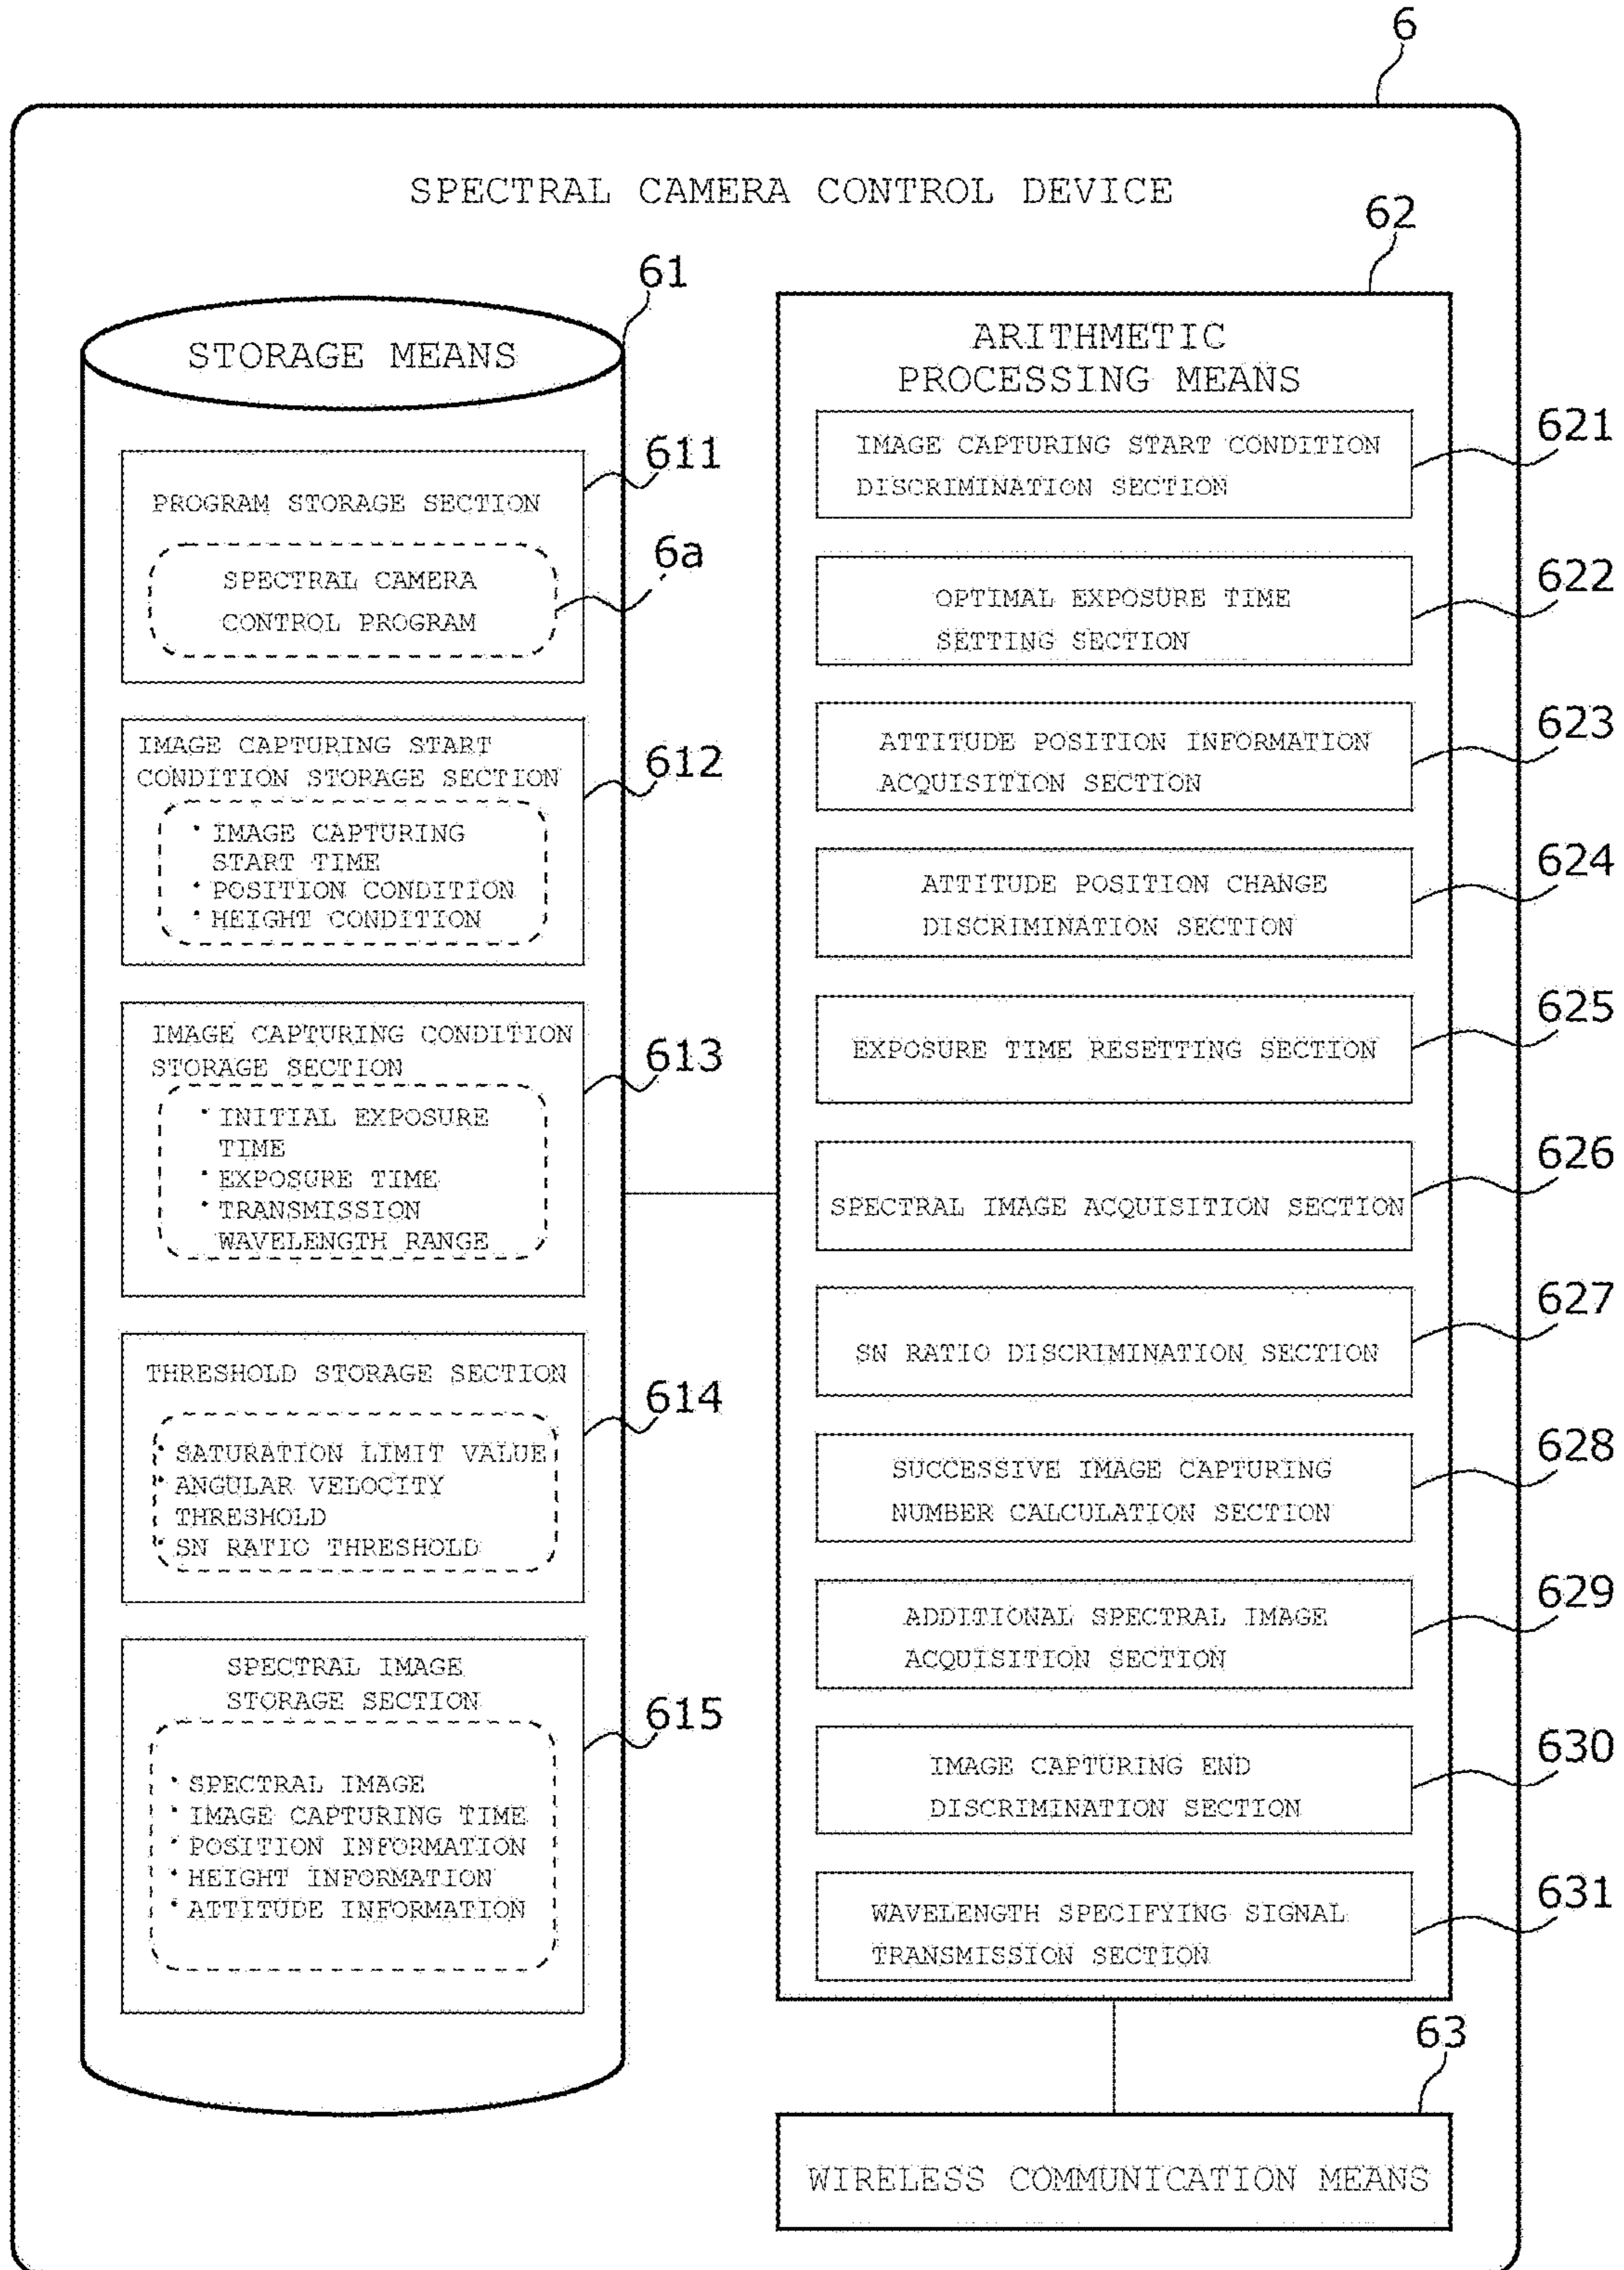 6
SPECTRAL CAMERA CONTROL DEVICE
61
STORAGE MEANS
611
PROGRAM STORAGE SECTION
6a
SPECTRAL CAMERA
CONTROL PROGRAM
612
IMAGE CAPTURING START
CONDITION STORAGE SECTION
・IMAGE CAPTURING
START TIME
・POSITION CONDITION
・HEIGHT CONDITION
613
IMAGE CAPTURING CONDITION
STORAGE SECTION
・INITIAL EXPOSURE
TIME
・EXPOSURE TIME
・TRANSMISSION
WAVELENGTH RANGE
614
THRESHOLD STORAGE SECTION
・SATURATION LIMIT VALUE
・ANGULAR VELOCITY
THRESHOLD
・SN RATIO THRESHOLD
615
SPECTRAL IMAGE
STORAGE SECTION
・SPECTRAL IMAGE
・IMAGE CAPTURING TIME
・POSITION INFORMATION
・HEIGHT INFORMATION
・ATTITUDE INFORMATION
62
ARITHMETIC
PROCESSING MEANS
621
IMAGE CAPTURING START CONDITION
DISCRIMINATION SECTION
622
OPTIMAL EXPOSURE TIME
SETTING SECTION
623
ATTITUDE POSITION INFORMATION
ACQUISITION SECTION
624
ATTITUDE POSITION CHANGE
DISCRIMINATION SECTION
625
EXPOSURE TIME RESETTING SECTION
626
SPECTRAL IMAGE ACQUISITION SECTION
627
SN RATIO DISCRIMINATION SECTION
628
SUCCESSIVE IMAGE CAPTURING
NUMBER CALCULATION SECTION
629
ADDITIONAL SPECTRAL IMAGE
ACQUISITION SECTION
630
IMAGE CAPTURING END
DISCRIMINATION SECTION
631
WAVELENGTH SPECIFYING SIGNAL
TRANSMISSION SECTION
63
WIRELESS COMMUNICATION MEANS